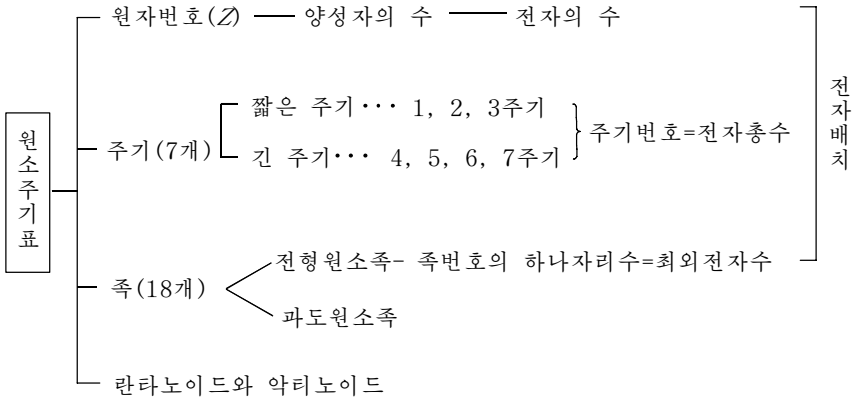 원자번호(Z) 양성자의 수 전자의 수
짧은 주기··· 1, 2, 3주기
주기(7개)
주기번호=전자총수
긴 주기··· 4, 5, 6, 7주기
원소주기표
전자배치
전형원소족- 족번호의 하나자리수=최외전자수
족(18개)
과도원소족
란타노이드와 악티노이드